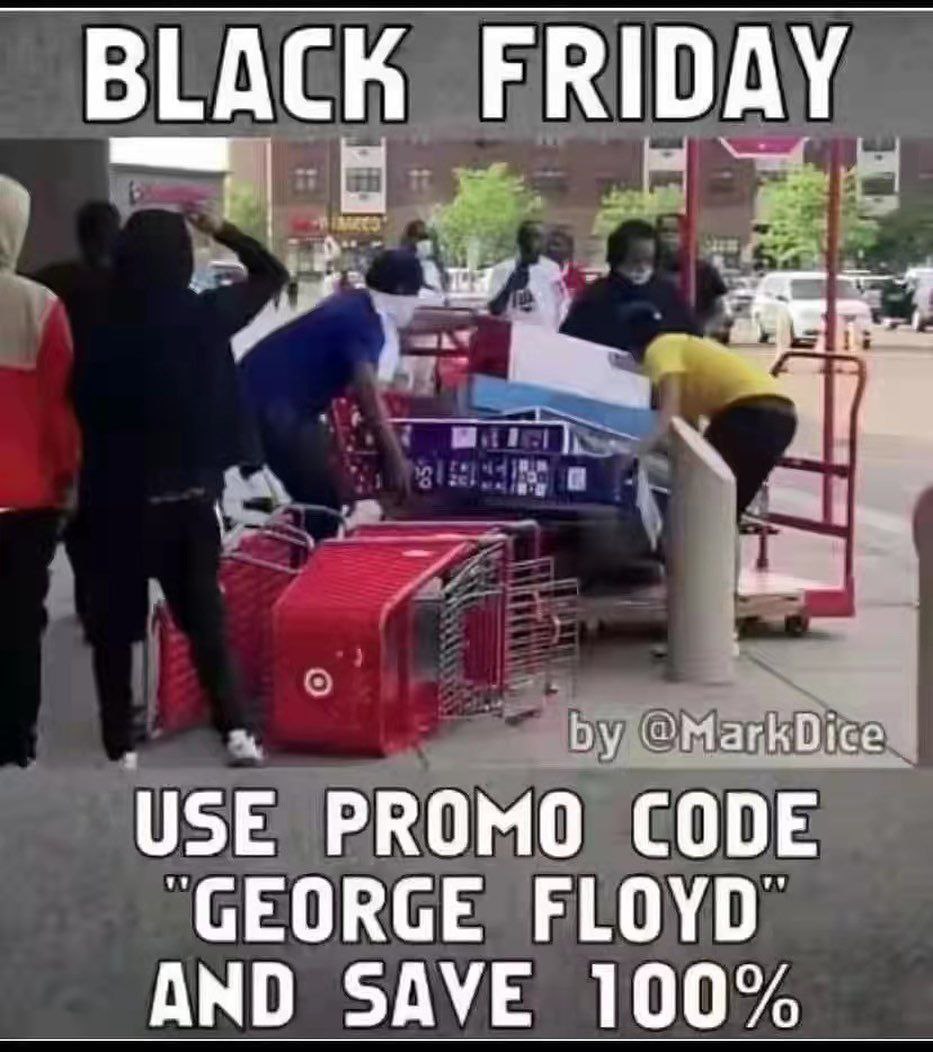 BLACK FRIDAY
by @MarkDice
USE PROMO CODE
"GEORGE FLOYD"
AND SAVE 100%